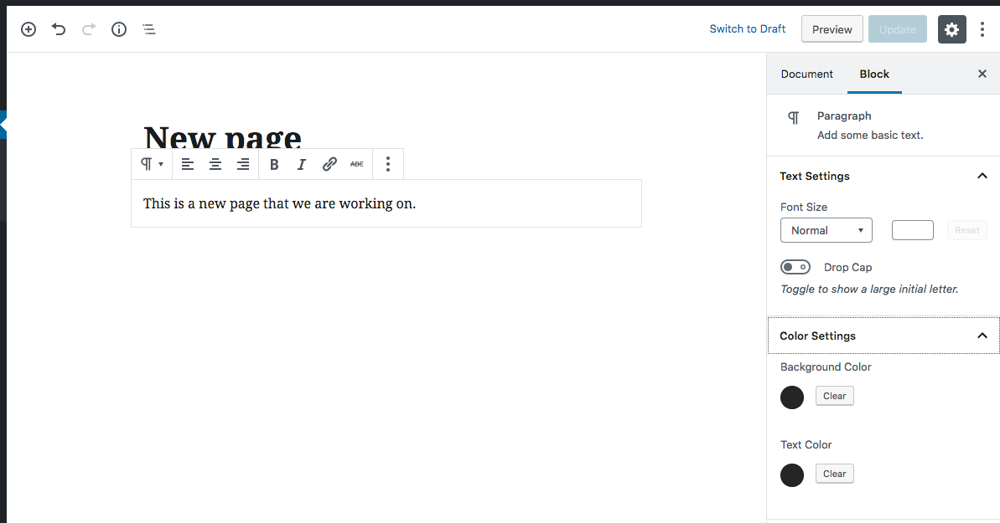 Switch to Draft
Preview
Update
Document
Block
New page
B I ABC
This is a new page that we are working on.
Paragraph
Add some basic text.
Text Settings
Font Size
Normal
Reset
Drop Cap
Toggle to show a large initial letter.
Color Settings
Background Color
Clear
Text Color
Clear